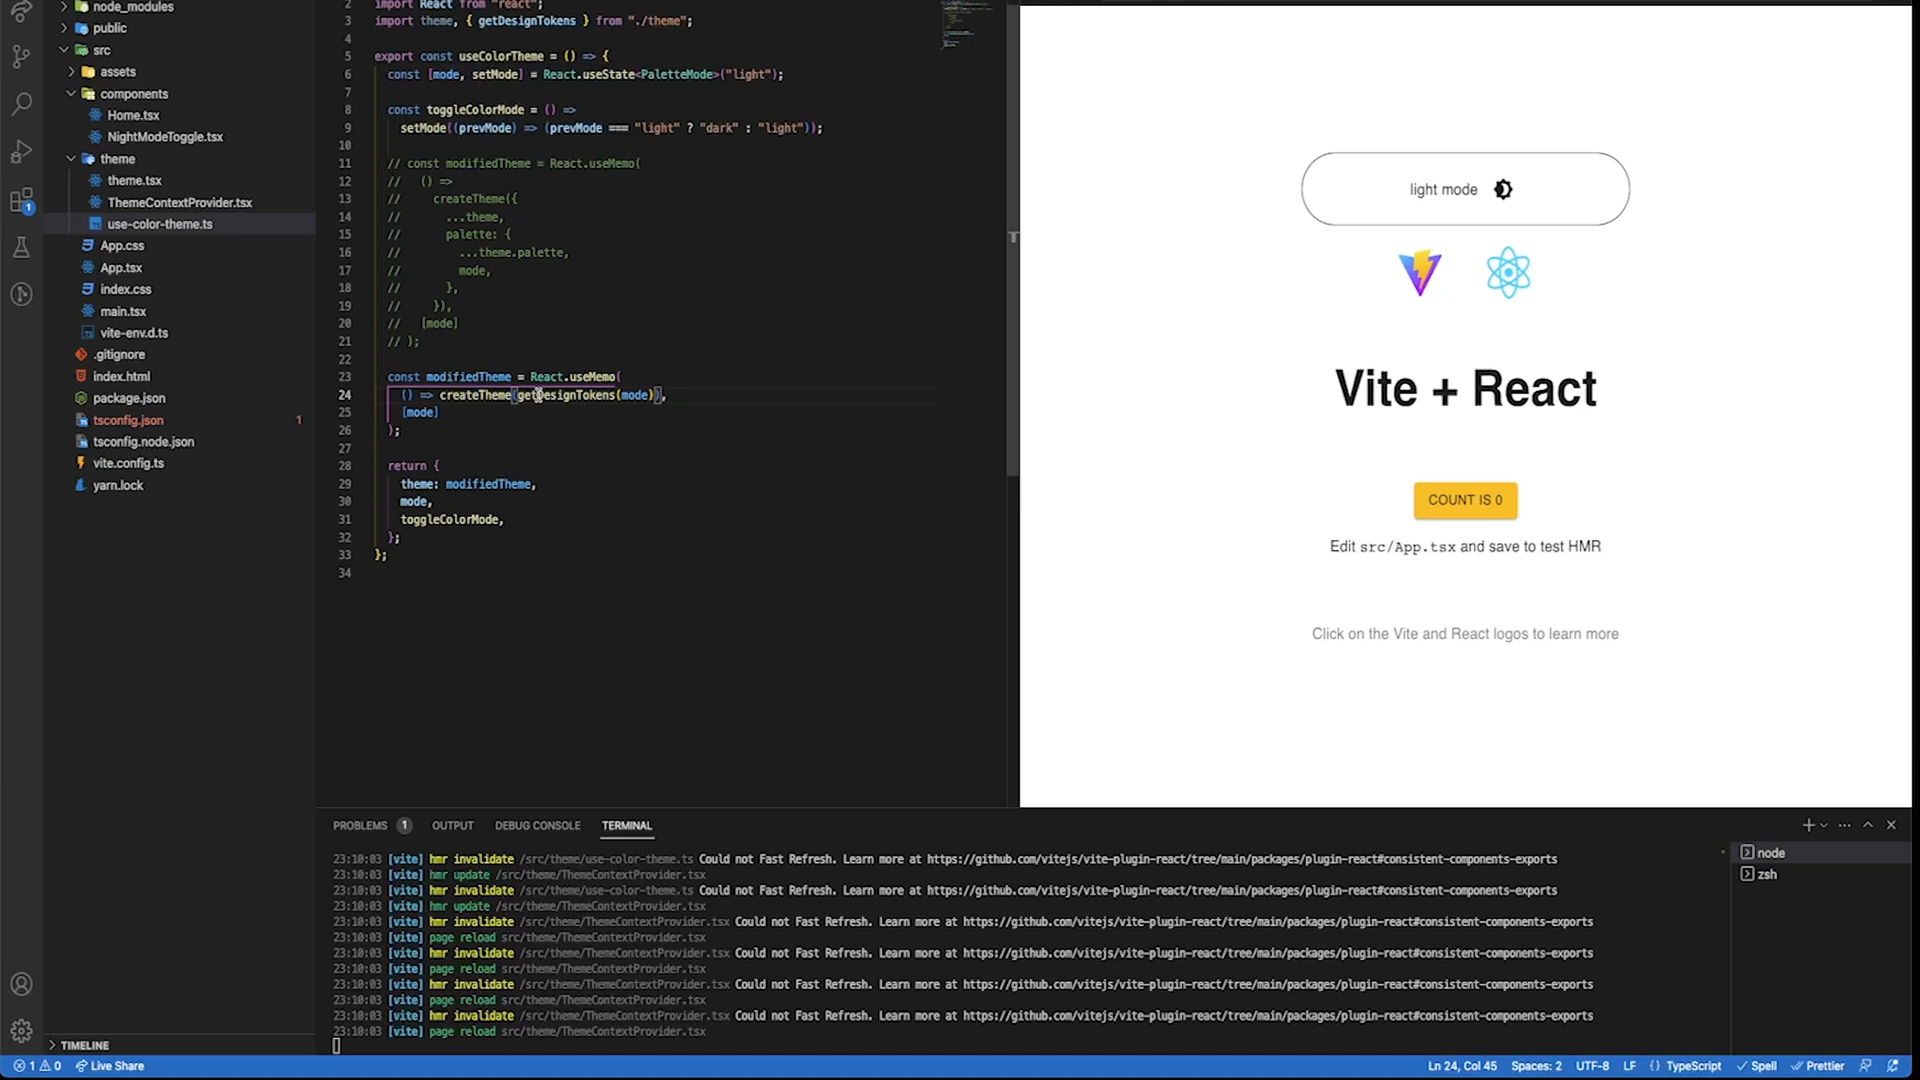 node_modules
public
src
assets
components
Home.tsx
NightModeToggle.tsx
theme
theme.tsx
ThemeContextProvider.tsx
use-color-theme.ts
App.css
App.tsx
index.css
main.tsx
vite-env.d.ts
.gitignore
index.html
package.json
tsconfig.json 1
tsconfig.node.json
vite.config.ts
yarn.lock
TIMELINE
1
2 import React from "react";
3 import theme, { getDesignTokens } from "./theme";
4
5 export const useColorTheme = () => {
6 const [mode, setMode] = React.useState<PaletteMode>("light");
7
8 const toggleColorMode = () =>
9 setMode((prevMode) => (prevMode === "light" ? "dark" : "light"));
10
11 // const modifiedTheme = React.useMemo(
12 // () =>
13 // createTheme({
14 // ...theme,
15 // palette: {
16 // ...theme.palette,
17 // mode,
18 // },
19 // }),
20 // [mode]
21 // );
22
23 const modifiedTheme = React.useMemo(
24 () => createTheme(getDesignTokens(mode)),
25 [mode]
26 );
27
28 return {
29 theme: modifiedTheme,
30 mode,
31 toggleColorMode,
32 };
33 };
34
light mode
Vite + React
COUNT IS 0
Edit src/App.tsx and save to test HMR
Click on the Vite and React logos to learn more
PROBLEMS 1 OUTPUT DEBUG CONSOLE TERMINAL
23:10:03 [vite] hmr invalidate /src/theme/use-color-theme.ts Could not Fast Refresh. Learn more at https://github.com/vitejs/vite-plugin-react/tree/main/packages/plugin-react#consistent-components-exports
23:10:03 [vite] hmr update /src/theme/ThemeContextProvider.tsx
23:10:03 [vite] hmr invalidate /src/theme/use-color-theme.ts Could not Fast Refresh. Learn more at https://github.com/vitejs/vite-plugin-react/tree/main/packages/plugin-react#consistent-components-exports
23:10:03 [vite] hmr update /src/theme/ThemeContextProvider.tsx
23:10:03 [vite] hmr invalidate /src/theme/ThemeContextProvider.tsx Could not Fast Refresh. Learn more at https://github.com/vitejs/vite-plugin-react/tree/main/packages/plugin-react#consistent-components-exports
23:10:03 [vite] page reload src/theme/ThemeContextProvider.tsx
23:10:03 [vite] hmr invalidate /src/theme/ThemeContextProvider.tsx Could not Fast Refresh. Learn more at https://github.com/vitejs/vite-plugin-react/tree/main/packages/plugin-react#consistent-components-exports
23:10:03 [vite] page reload src/theme/ThemeContextProvider.tsx
23:10:03 [vite] hmr invalidate /src/theme/ThemeContextProvider.tsx Could not Fast Refresh. Learn more at https://github.com/vitejs/vite-plugin-react/tree/main/packages/plugin-react#consistent-components-exports
23:10:03 [vite] page reload src/theme/ThemeContextProvider.tsx
23:10:03 [vite] hmr invalidate /src/theme/ThemeContextProvider.tsx Could not Fast Refresh. Learn more at https://github.com/vitejs/vite-plugin-react/tree/main/packages/plugin-react#consistent-components-exports
23:10:03 [vite] page reload src/theme/ThemeContextProvider.tsx
node
zsh
1 0 Live Share
Ln 24, Col 45 Spaces: 2 UTF-8 LF {} TypeScript Spell Prettier